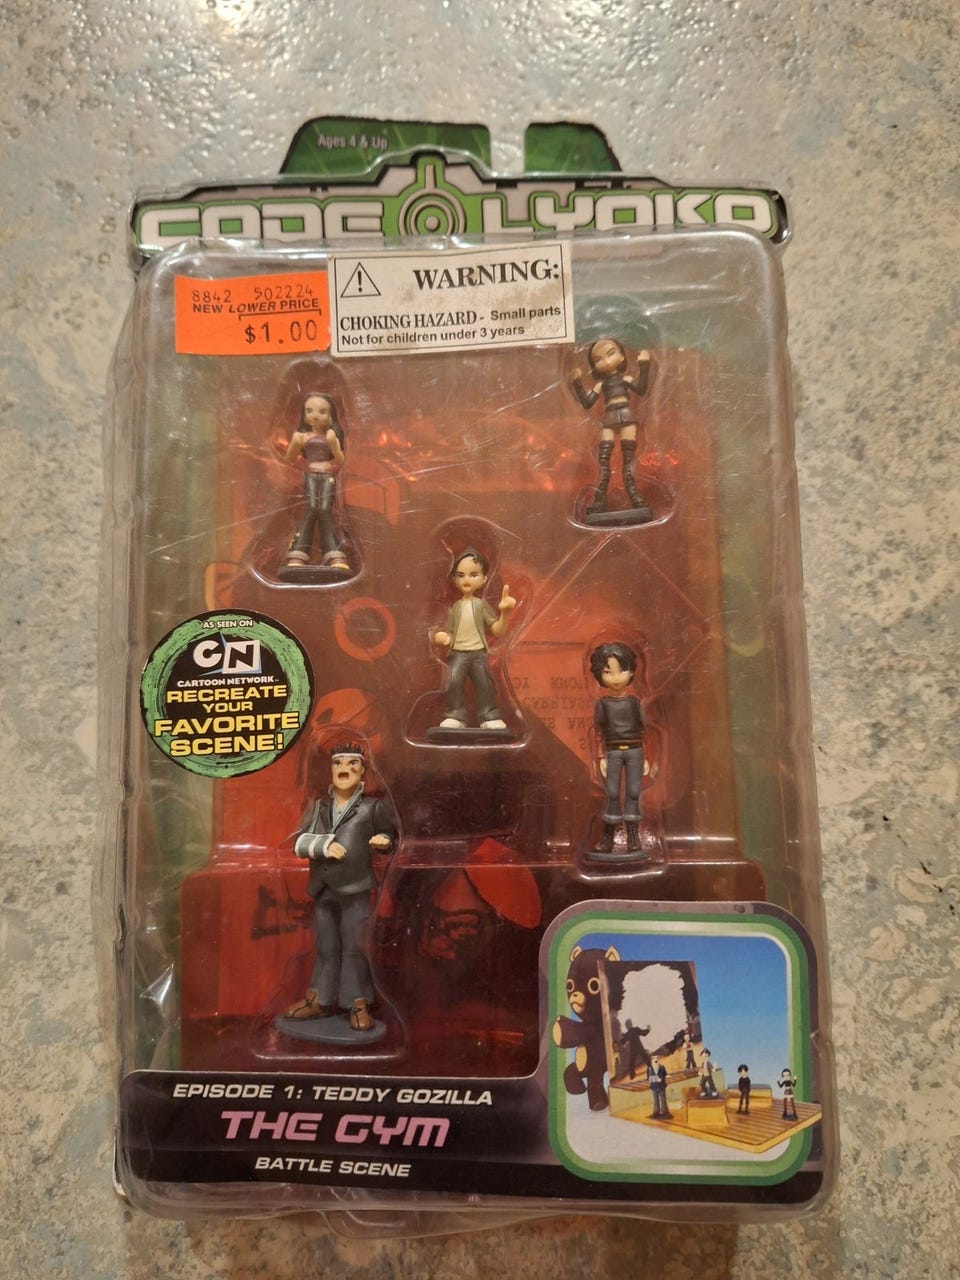 Ages 4 & Up
CODE LYOKO
8842 502224
NEW LOWER PRICE
$1.00
WARNING:
CHOKING HAZARD - Small parts
Not for children under 3 years
AS SEEN ON
CN
CARTOON NETWORK
RECREATE
YOUR
FAVORITE
SCENE!
EPISODE 1: TEDDY GOZILLA
THE GYM
BATTLE SCENE